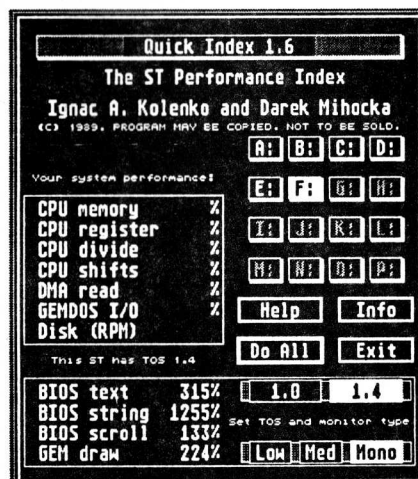 Quick Index 1.6
The ST Performance Index
Ignac A. Kolenko and Darek Mihocka
(C) 1989. PROGRAM MAY BE COPIED. NOT TO BE SOLD.
A: B: C: D:
Your system performance:
E: F: G: H:
CPU memory %
CPU register %
I: J: K: L:
CPU divide %
CPU shifts %
M: N: O: P:
DMA read %
GEMDOS I/O %
Help Info
Disk (RPM)
This ST has TOS 1.4
Do All Exit
BIOS text 315%
1.0 1.4
BIOS string 1255%
Set TOS and monitor type
BIOS scroll 133%
GEM draw 224%
Low Med Mono